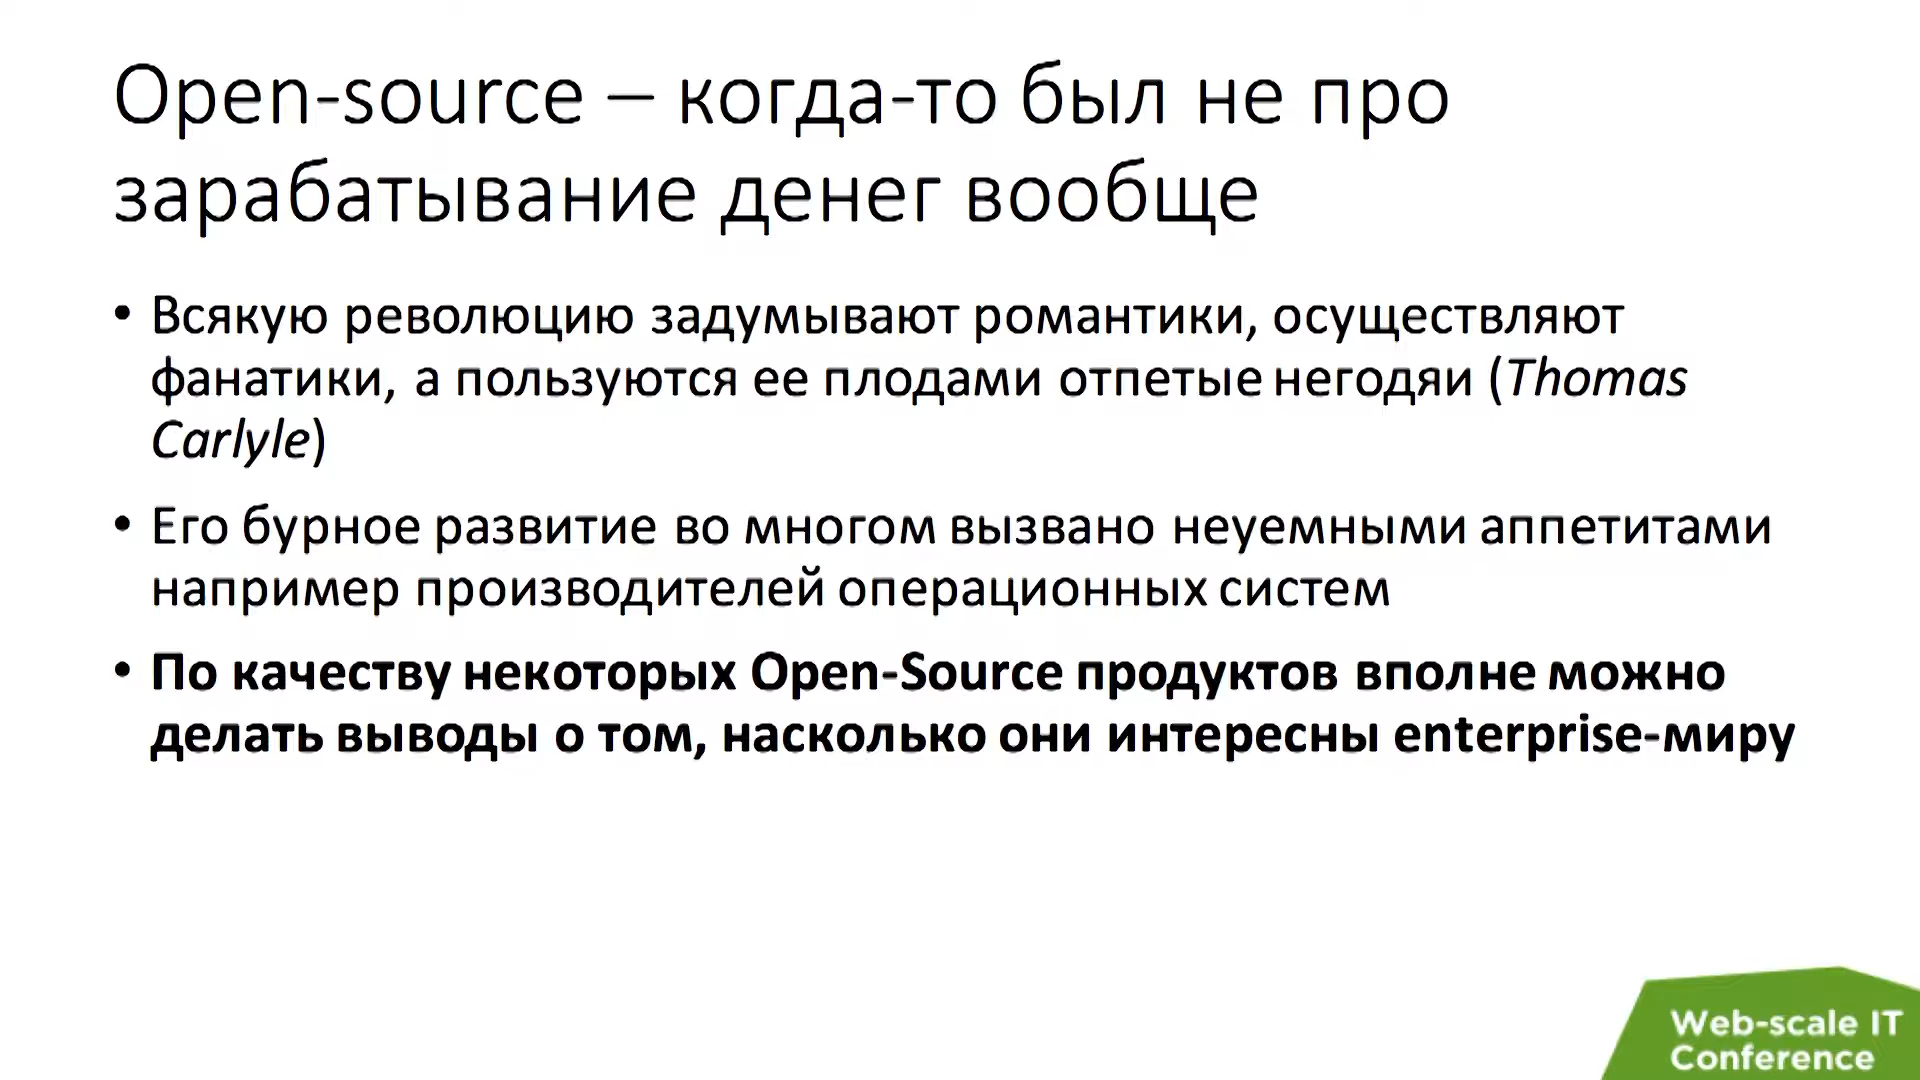 Open-source – когда-то был не про
зарабатывание денег вообще
• Всякую революцию задумывают романтики, осуществляют
фанатики, а пользуются ее плодами отпетые негодяи (Thomas
Carlyle)
• Его бурное развитие во многом вызвано неуемными аппетитами
например производителей операционных систем
• По качеству некоторых Open-Source продуктов вполне можно
делать выводы о том, насколько они интересны enterprise-миру
Web-scale IT
Conference